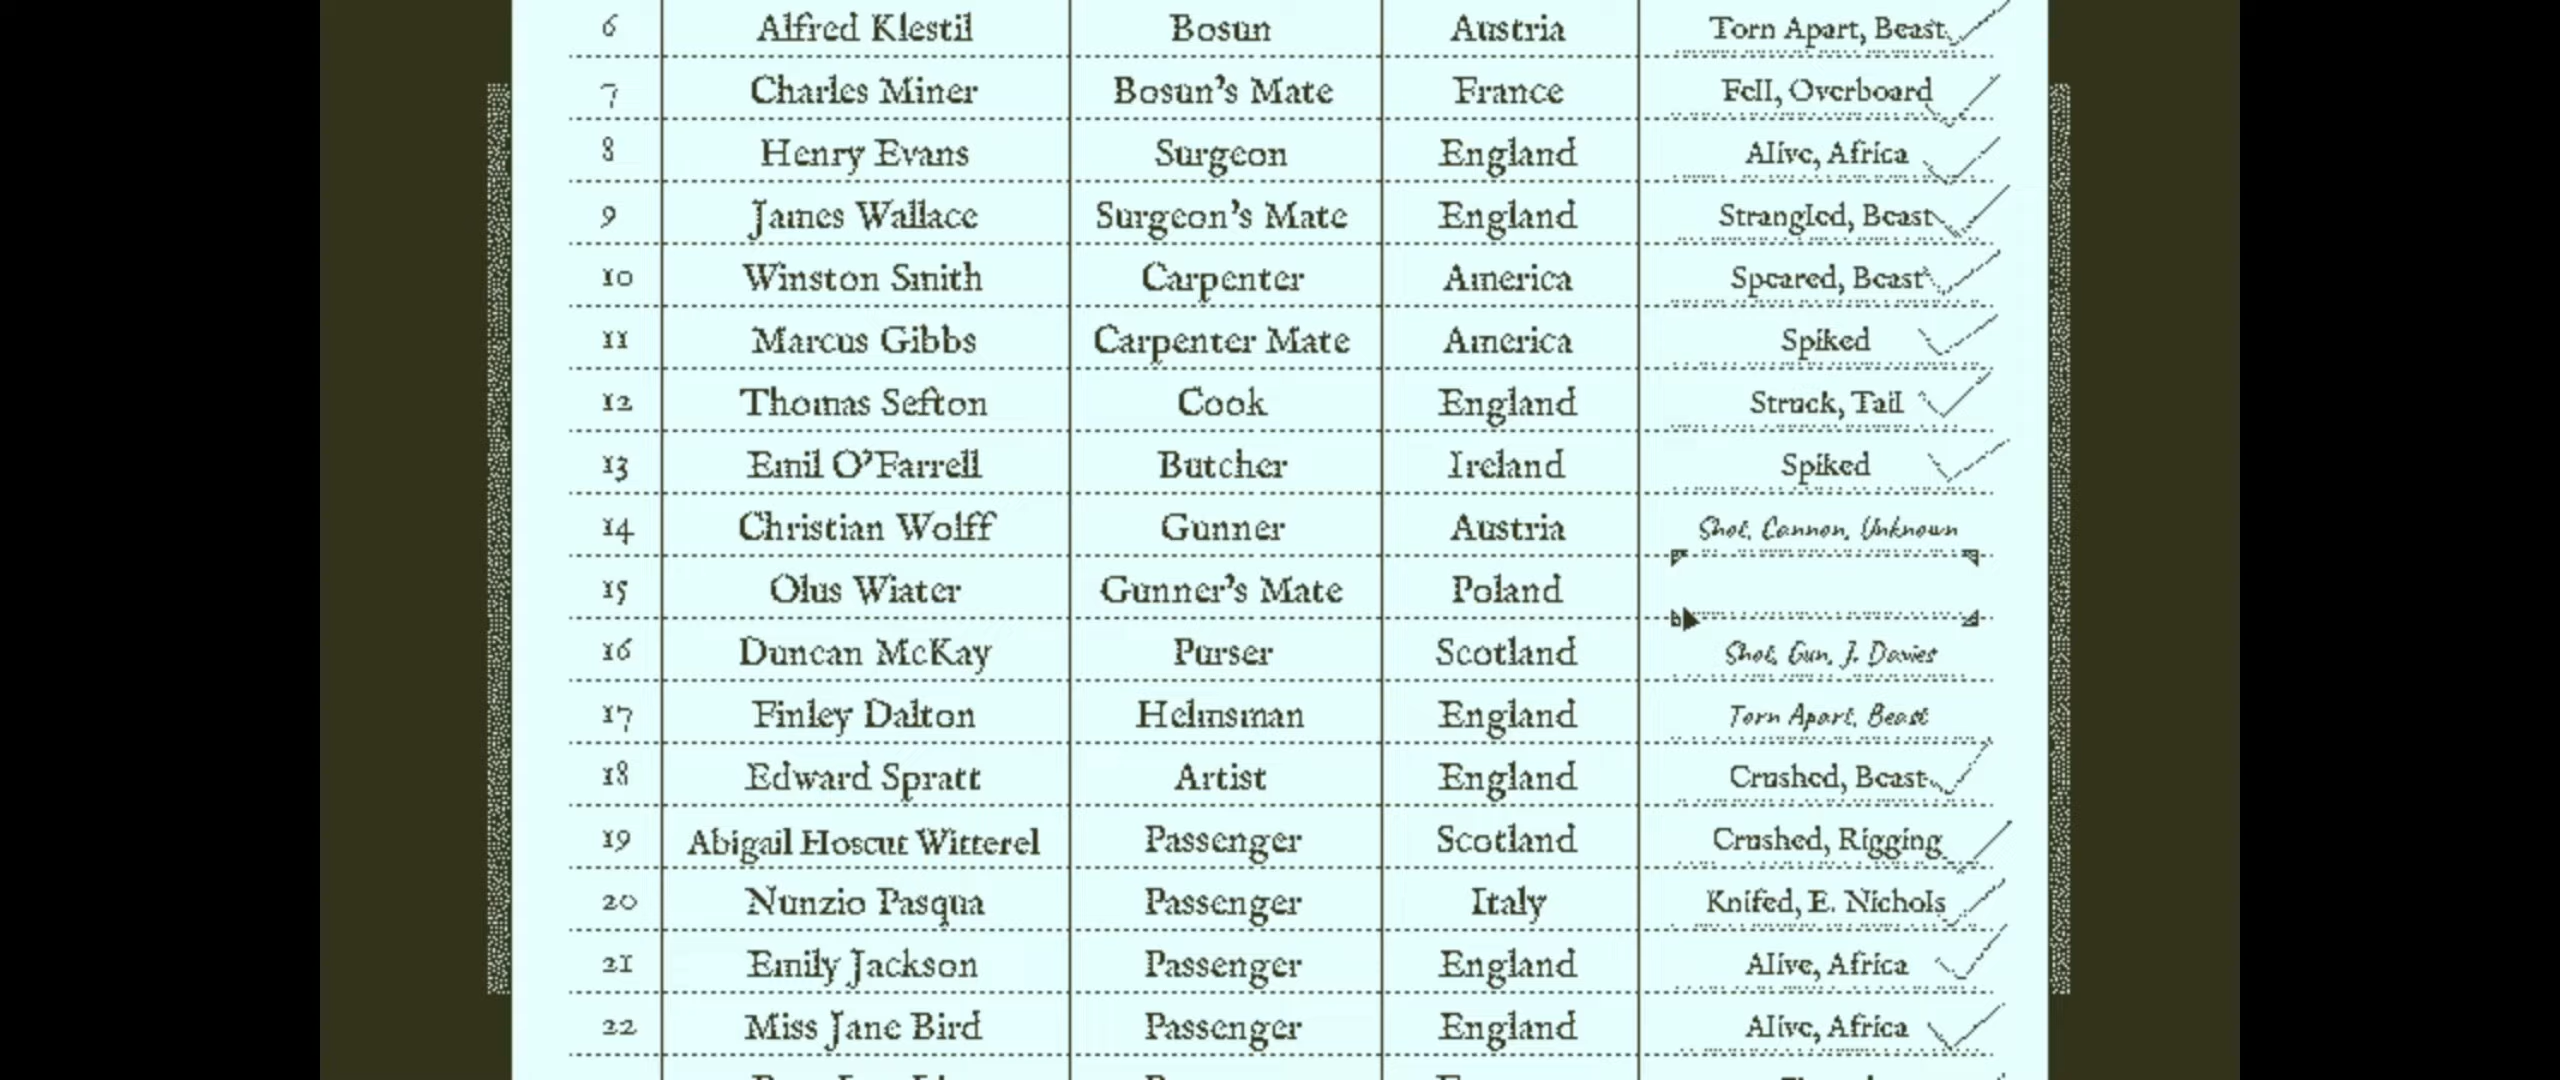 6 Alfred Klestil Bosun Austria Torn Apart, Beast
7 Charles Miner Bosun's Mate France Fell, Overboard
8 Henry Evans Surgeon England Alive, Africa
9 James Wallace Surgeon's Mate England Strangled, Beast
10 Winston Smith Carpenter America Speared, Beast
11 Marcus Gibbs Carpenter Mate America Spiked
12 Thomas Sefton Cook England Struck, Tail
13 Emil O'Farrell Butcher Ireland Spiked
14 Christian Wolff Gunner Austria Shot, Cannon, Unknown
15 Olus Wiater Gunner's Mate Poland
16 Duncan McKay Purser Scotland Shot, Gun, J. Davies
17 Finley Dalton Helmsman England Torn Apart, Beast
18 Edward Spratt Artist England Crushed, Beast
19 Abigail Hoscut Witterel Passenger Scotland Crushed, Rigging
20 Nunzio Pasqua Passenger Italy Knifed, E. Nichols
21 Emily Jackson Passenger England Alive, Africa
22 Miss Jane Bird Passenger England Alive, Africa